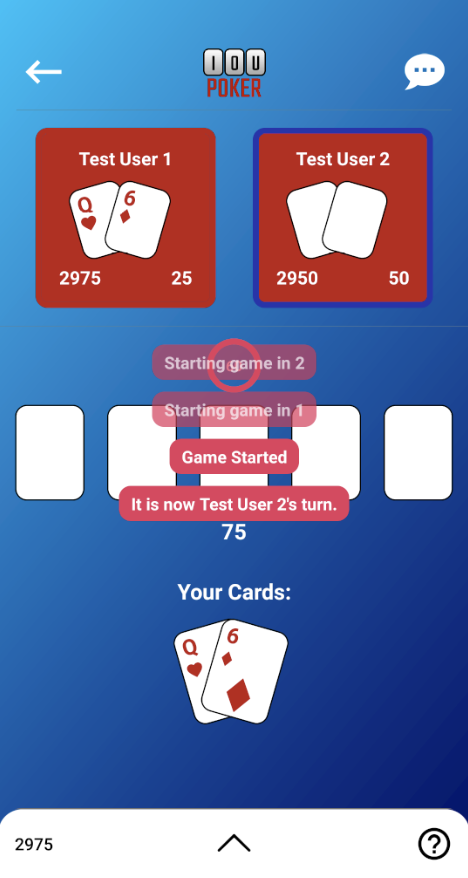 IOU
POKER
Test User 1
Q 6
2975 25
Test User 2
2950 50
Starting game in 2
Starting game in 1
Game Started
It is now Test User 2's turn.
75
Your Cards:
Q 6
2975
?